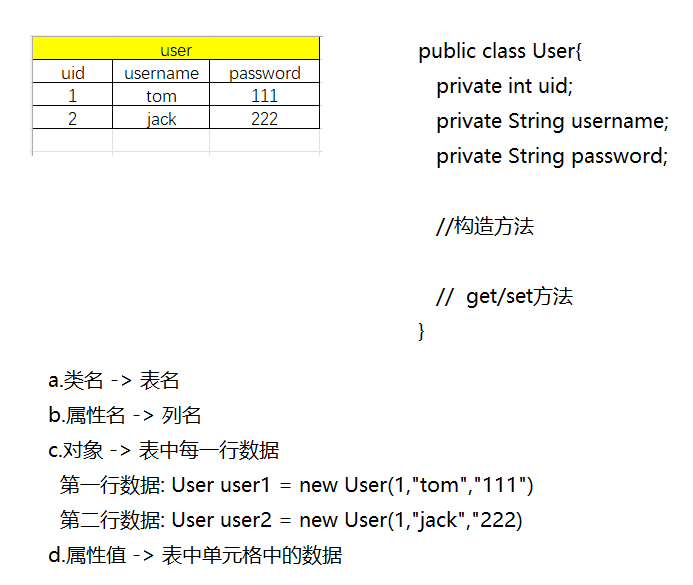 user
uid username password
1 tom 111
2 jack 222
public class User{
private int uid;
private String username;
private String password;
//构造方法
// get/set方法
}
a.类名 -> 表名
b.属性名 -> 列名
c.对象 -> 表中每一行数据
第一行数据: User user1 = new User(1,"tom","111")
第二行数据: User user2 = new User(1,"jack","222)
d.属性值 -> 表中单元格中的数据